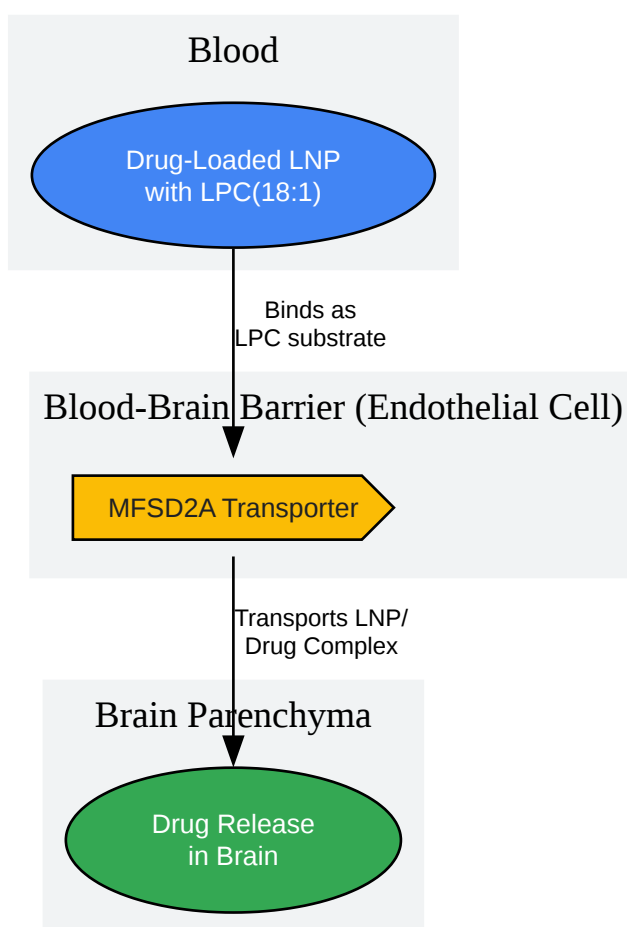 Blood
Drug-Loaded LNP
with LPC(18:1)
Binds as
LPC substrate
Blood-Brain Barrier (Endothelial Cell)
MFSD2A Transporter
Transports LNP/
Drug Complex
Brain Parenchyma
Drug Release
in Brain